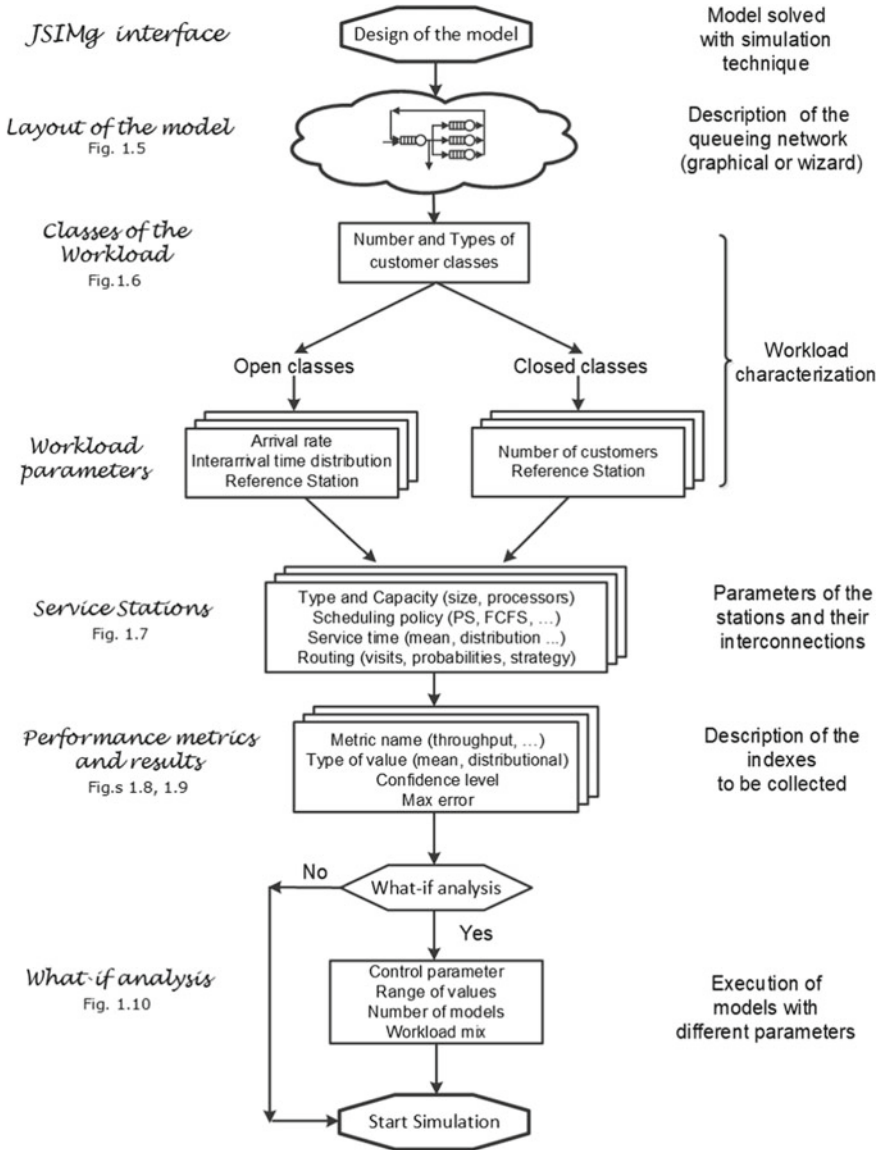 JSIMg interface
Design of the model
Model solved
with simulation
technique
Layout of the model
Fig. 1.5
Description of the
queueing network
(graphical or wizard)
Classes of the
Workload
Fig.1.6
Number and Types of
customer classes
Open classes
Closed classes
Workload
characterization
Workload
parameters
Arrival rate
Interarrival time distribution
Reference Station
Number of customers
Reference Station
Service Stations
Fig. 1.7
Type and Capacity (size, processors)
Scheduling policy (PS, FCFS, ...)
Service time (mean, distribution ...)
Routing (visits, probabilities, strategy)
Parameters of the
stations and their
interconnections
Performance metrics
and results
Fig.s 1.8, 1.9
Metric name (throughput, ...)
Type of value (mean, distributional)
Confidence level
Max error
Description of the
indexes
to be collected
No
What-if analysis
Yes
What-if analysis
Fig. 1.10
Control parameter
Range of values
Number of models
Workload mix
Execution of
models with
different parameters
Start Simulation